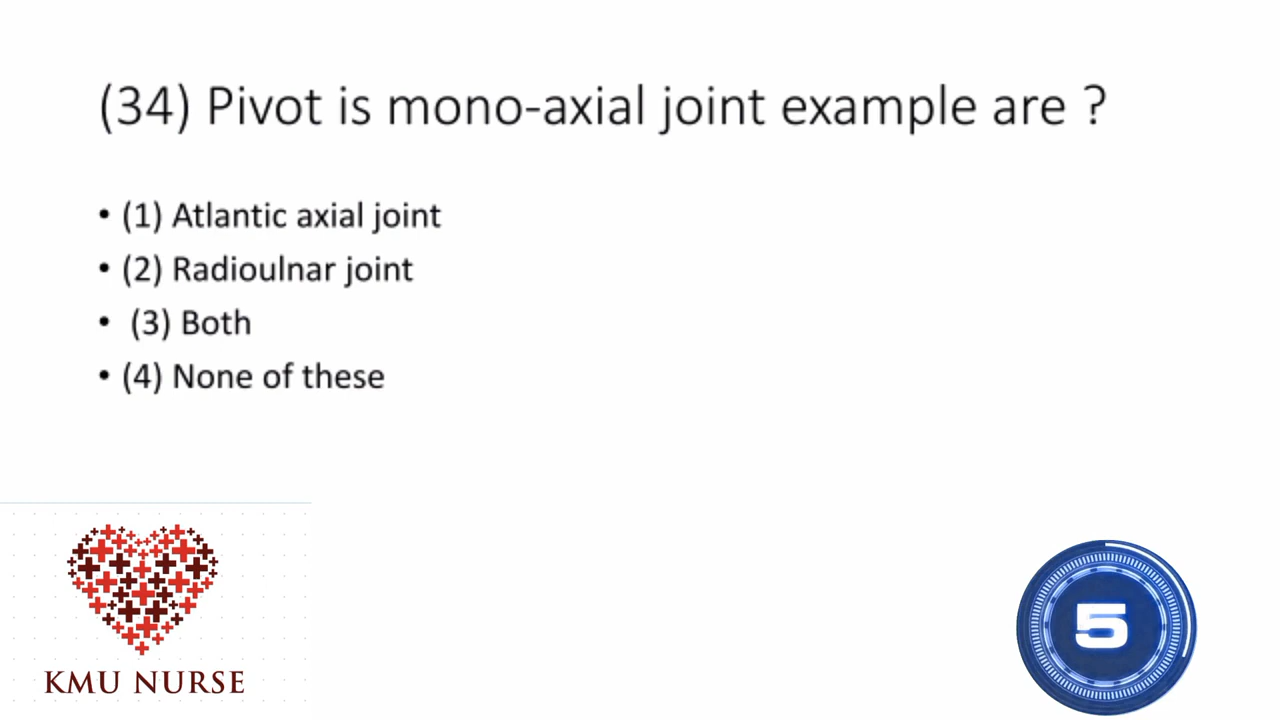 (34) Pivot is mono-axial joint example are ?
• (1) Atlantic axial joint
• (2) Radioulnar joint
• (3) Both
• (4) None of these
KMU NURSE
5